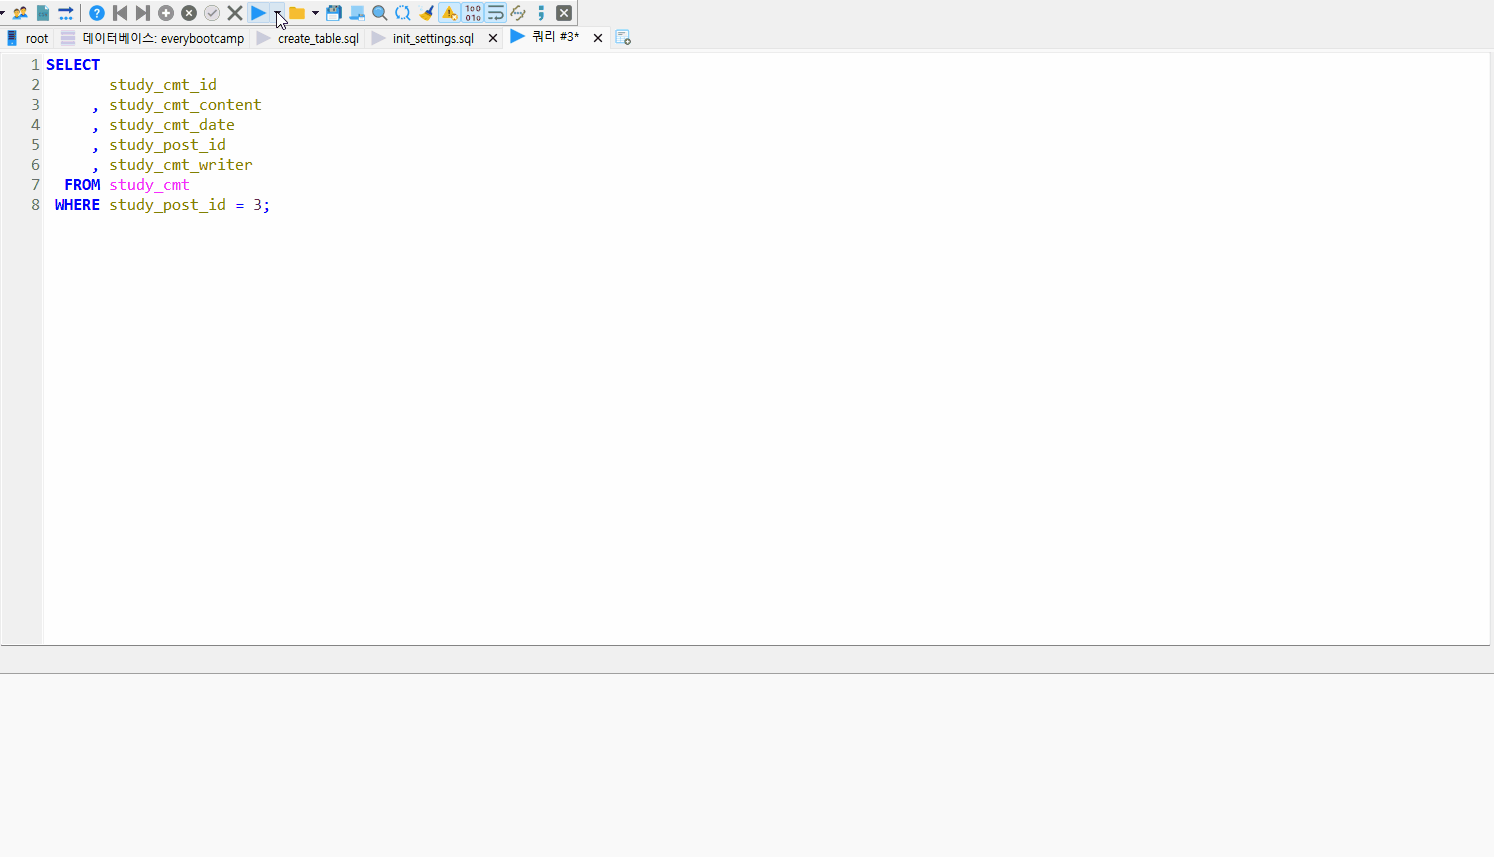 root 데이터베이스: everybootcamp create_table.sql init_settings.sql 쿼리 #3*
1 SELECT
2 study_cmt_id
3 , study_cmt_content
4 , study_cmt_date
5 , study_post_id
6 , study_cmt_writer
7 FROM study_cmt
8 WHERE study_post_id = 3;